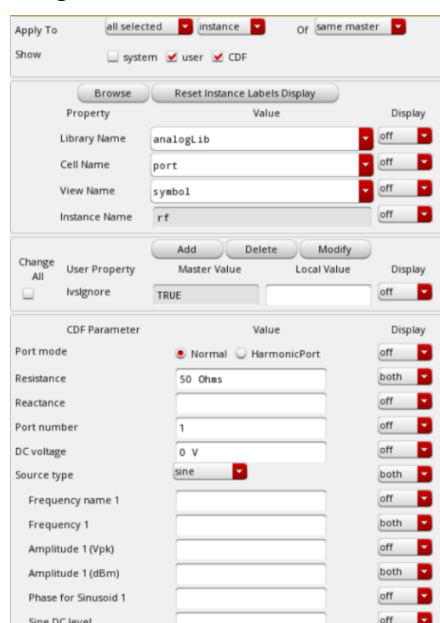 Apply To all selected instance Of same master
Show system user CDF
Browse Reset Instance Labels Display
Property Value Display
Library Name analogLib off
Cell Name port off
View Name symbol off
Instance Name rf off
Add Delete Modify
Change All User Property Master Value Local Value Display
lvsIgnore TRUE off
CDF Parameter Value Display
Port mode Normal HarmonicPort off
Resistance 50 Ohms both
Reactance off
Port number 1 off
DC voltage 0 V off
Source type sine both
Frequency name 1 off
Frequency 1 both
Amplitude 1 (Vpk) off
Amplitude 1 (dBm) both
Phase for Sinusoid 1 off
Sine DC level off